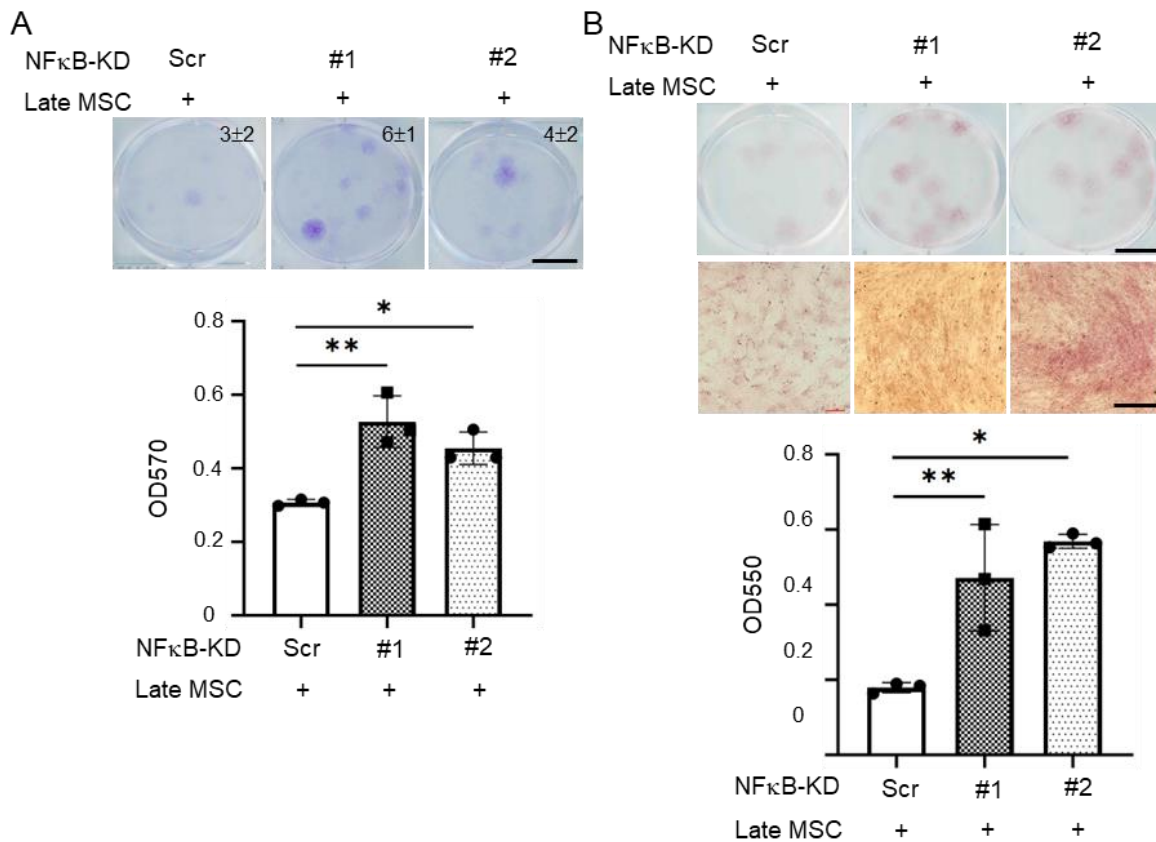 A
NFκB-KD Scr #1 #2
Late MSC + + +
3±2 6±1 4±2
*
**
0.8
0.6
0.4
0.2
0
OD570
NFκB-KD Scr #1 #2
Late MSC + + +
B
NFκB-KD Scr #1 #2
Late MSC + + +
*
**
0.8
0.6
0.4
0.2
0
OD550
NFκB-KD Scr #1 #2
Late MSC + + +